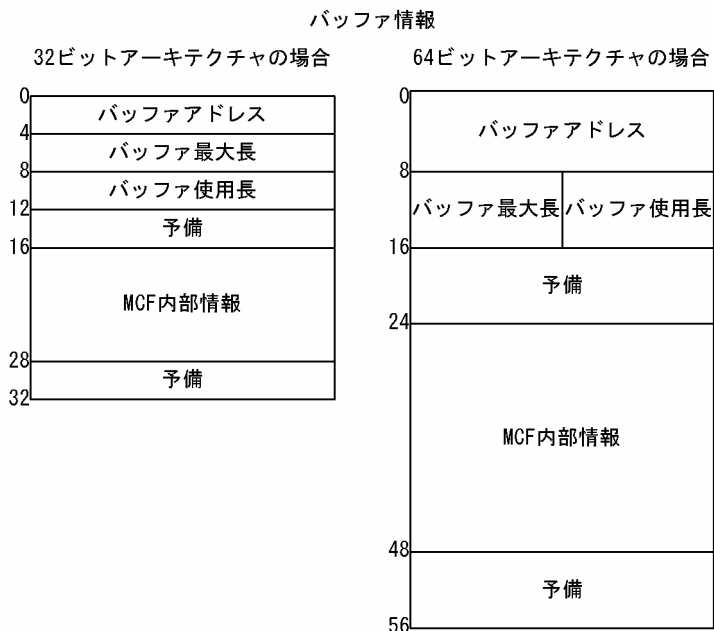 バッファ情報
32ビットアーキテクチャの場合
0
バッファアドレス
4
バッファ最大長
8
バッファ使用長
12
予備
16
MCF内部情報
28
予備
32
64ビットアーキテクチャの場合
0
バッファアドレス
8
バッファ最大長 バッファ使用長
16
予備
24
MCF内部情報
48
予備
56